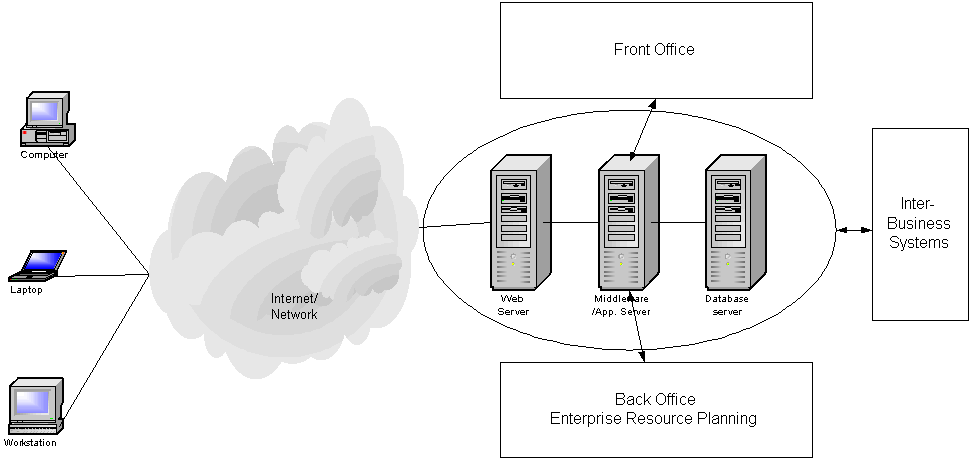 Front Office
Computer
Inter-
Business
Systems
Laptop
Internet/
Network
Web
Server
Middleware
/App. Server
Database
server
Back Office
Enterprise Resource Planning
Workstation